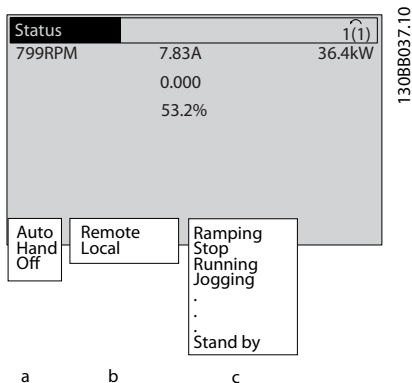 Status 1(1)
799RPM 7.83A 36.4kW
0.000
53.2%
Auto Remote Ramping
Hand Local Stop
Off Running
Jogging
.
.
.
Stand by
a b c
130BB037.10